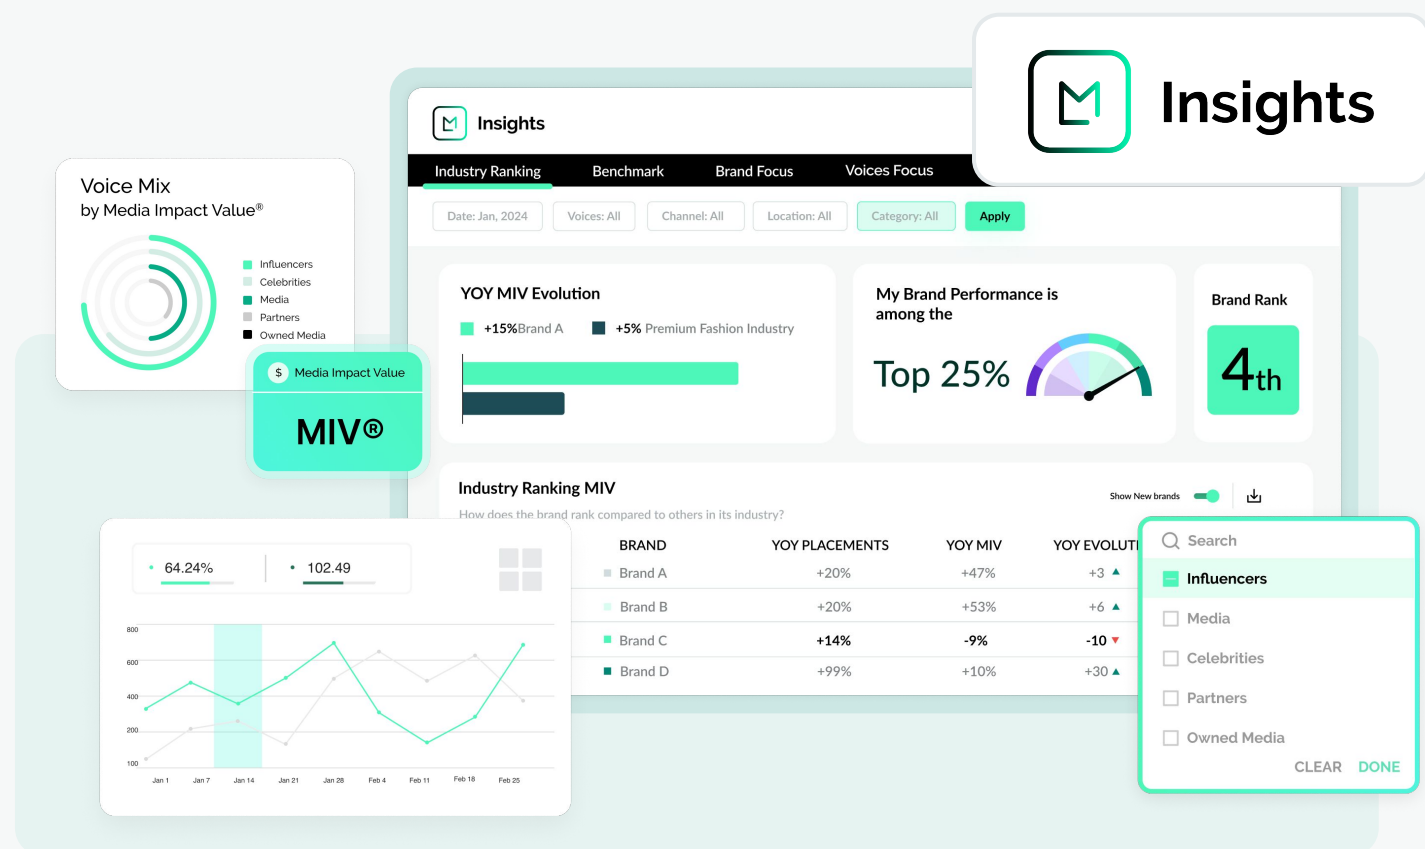 Insights
Insights
Industry Ranking Benchmark Brand Focus Voices Focus
Date: Jan, 2024 Voices: All Channel: All Location: All Category: All Apply
Voice Mix
by Media Impact Value®
Influencers
Celebrities
Media
Partners
Owned Media
$ Media Impact Value
MIV®
YOY MIV Evolution
+15%Brand A +5% Premium Fashion Industry
My Brand Performance is
among the
Top 25%
Brand Rank
4th
Industry Ranking MIV
How does the brand rank compared to others in its industry?
Show New brands
BRAND YOY PLACEMENTS YOY MIV YOY EVOLUTI
Brand A +20% +47% +3
Brand B +20% +53% +6
Brand C +14% -9% -10
Brand D +99% +10% +30
64.24% 102.49
800
600
400
200
100
Jan 1 Jan 7 Jan 14 Jan 21 Jan 28 Feb 4 Feb 11 Feb 18 Feb 25
Search
Influencers
Media
Celebrities
Partners
Owned Media
CLEAR DONE